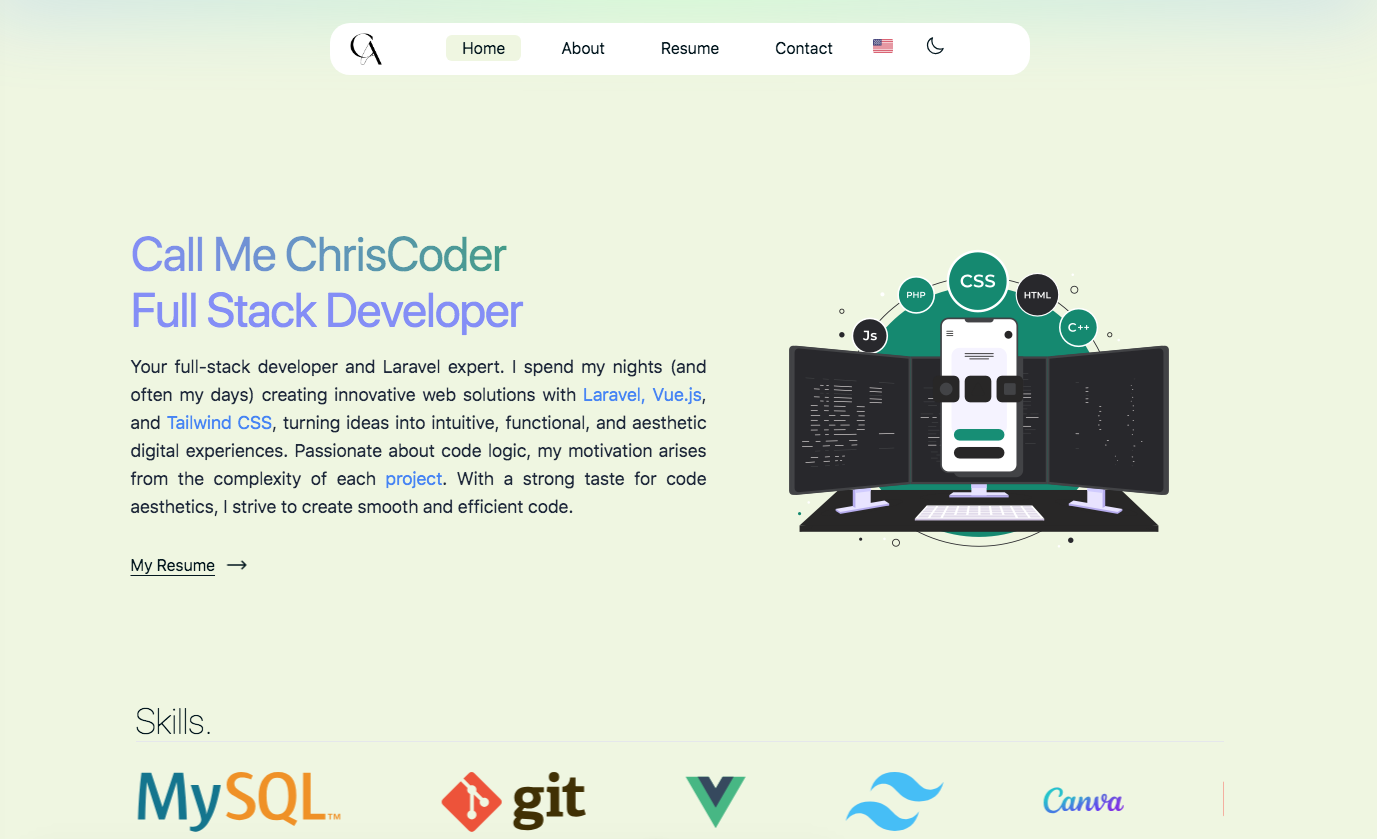 CA
Home About Resume Contact
Call Me ChrisCoder
Full Stack Developer
Your full-stack developer and Laravel expert. I spend my nights (and
often my days) creating innovative web solutions with Laravel, Vue.js,
and Tailwind CSS, turning ideas into intuitive, functional, and aesthetic
digital experiences. Passionate about code logic, my motivation arises
from the complexity of each project. With a strong taste for code
aesthetics, I strive to create smooth and efficient code.
My Resume
Js
PHP
CSS
HTML
C++
Skills.
MySQL™
git
Canva